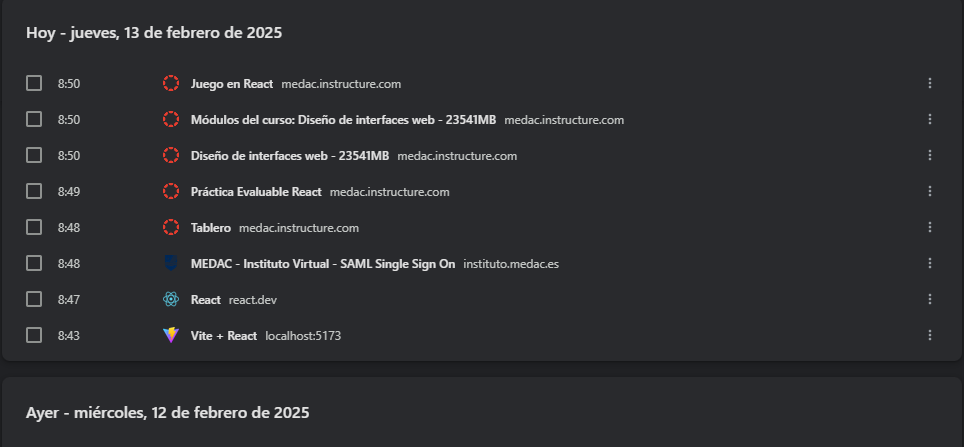 Hoy - jueves, 13 de febrero de 2025
8:50 Juego en React medac.instructure.com
8:50 Módulos del curso: Diseño de interfaces web - 23541MB medac.instructure.com
8:50 Diseño de interfaces web - 23541MB medac.instructure.com
8:49 Práctica Evaluable React medac.instructure.com
8:48 Tablero medac.instructure.com
8:48 MEDAC - Instituto Virtual - SAML Single Sign On instituto.medac.es
8:47 React react.dev
8:43 Vite + React localhost:5173
Ayer - miércoles, 12 de febrero de 2025